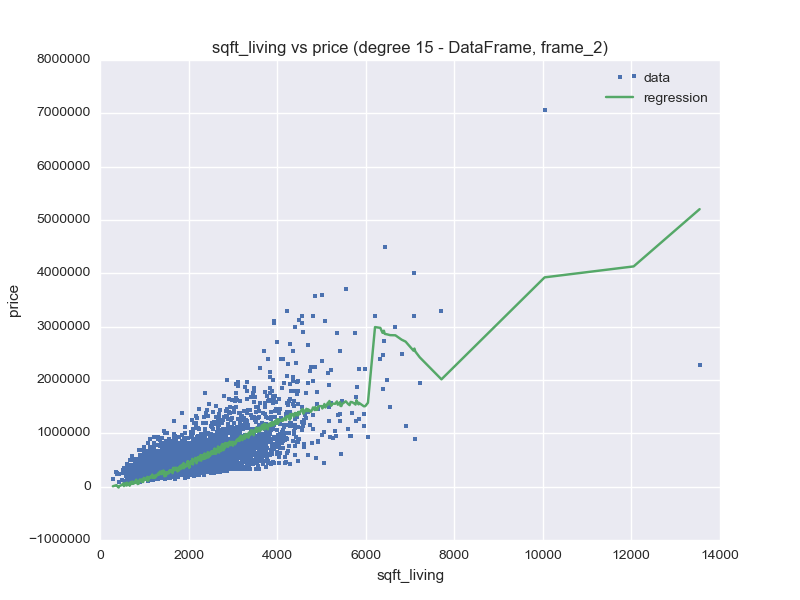 sqft_living vs price (degree 15 - DataFrame, frame_2)
data
regression
8000000
7000000
6000000
5000000
4000000
3000000
2000000
1000000
0
−1000000
price
0 2000 4000 6000 8000 10000 12000 14000
sqft_living